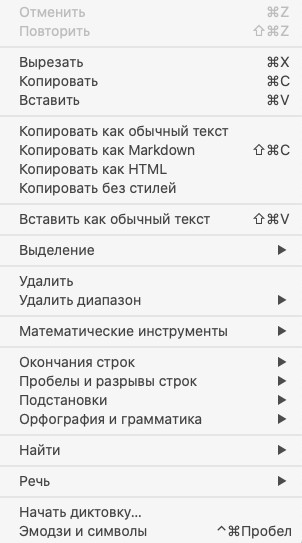 Отменить ⌘Z
Повторить ⇧⌘Z
Вырезать ⌘X
Копировать ⌘C
Вставить ⌘V
Копировать как обычный текст
Копировать как Markdown ⇧⌘C
Копировать как HTML
Копировать без стилей
Вставить как обычный текст ⇧⌘V
Выделение ▶
Удалить
Удалить диапазон ▶
Математические инструменты ▶
Окончания строк ▶
Пробелы и разрывы строк ▶
Подстановки ▶
Орфография и грамматика ▶
Найти ▶
Речь ▶
Начать диктовку...
Эмодзи и символы ^⌘Пробел